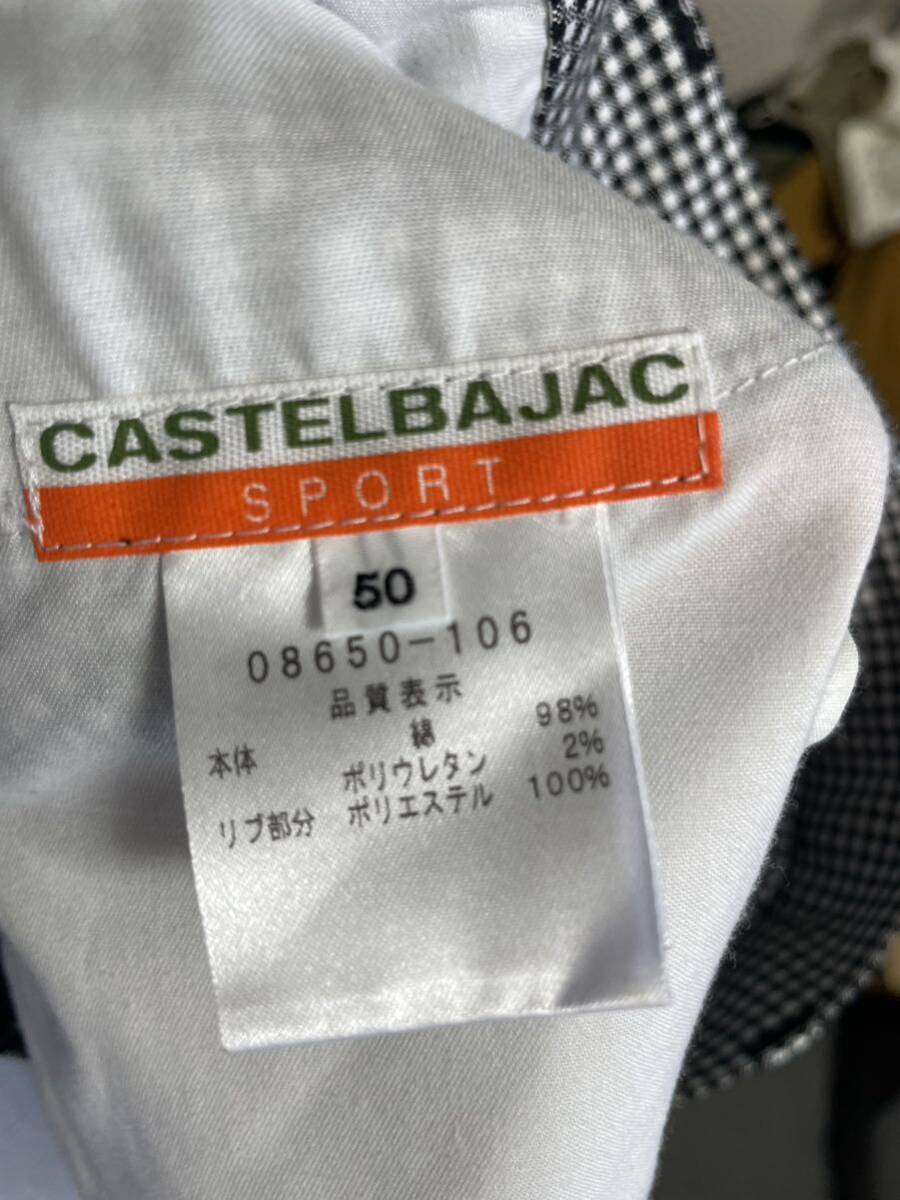 CASTELBAJAC
SPORT
50
08650-106
品質表示
本体 綿 98%
ポリウレタン 2%
リブ部分 ポリエステル 100%